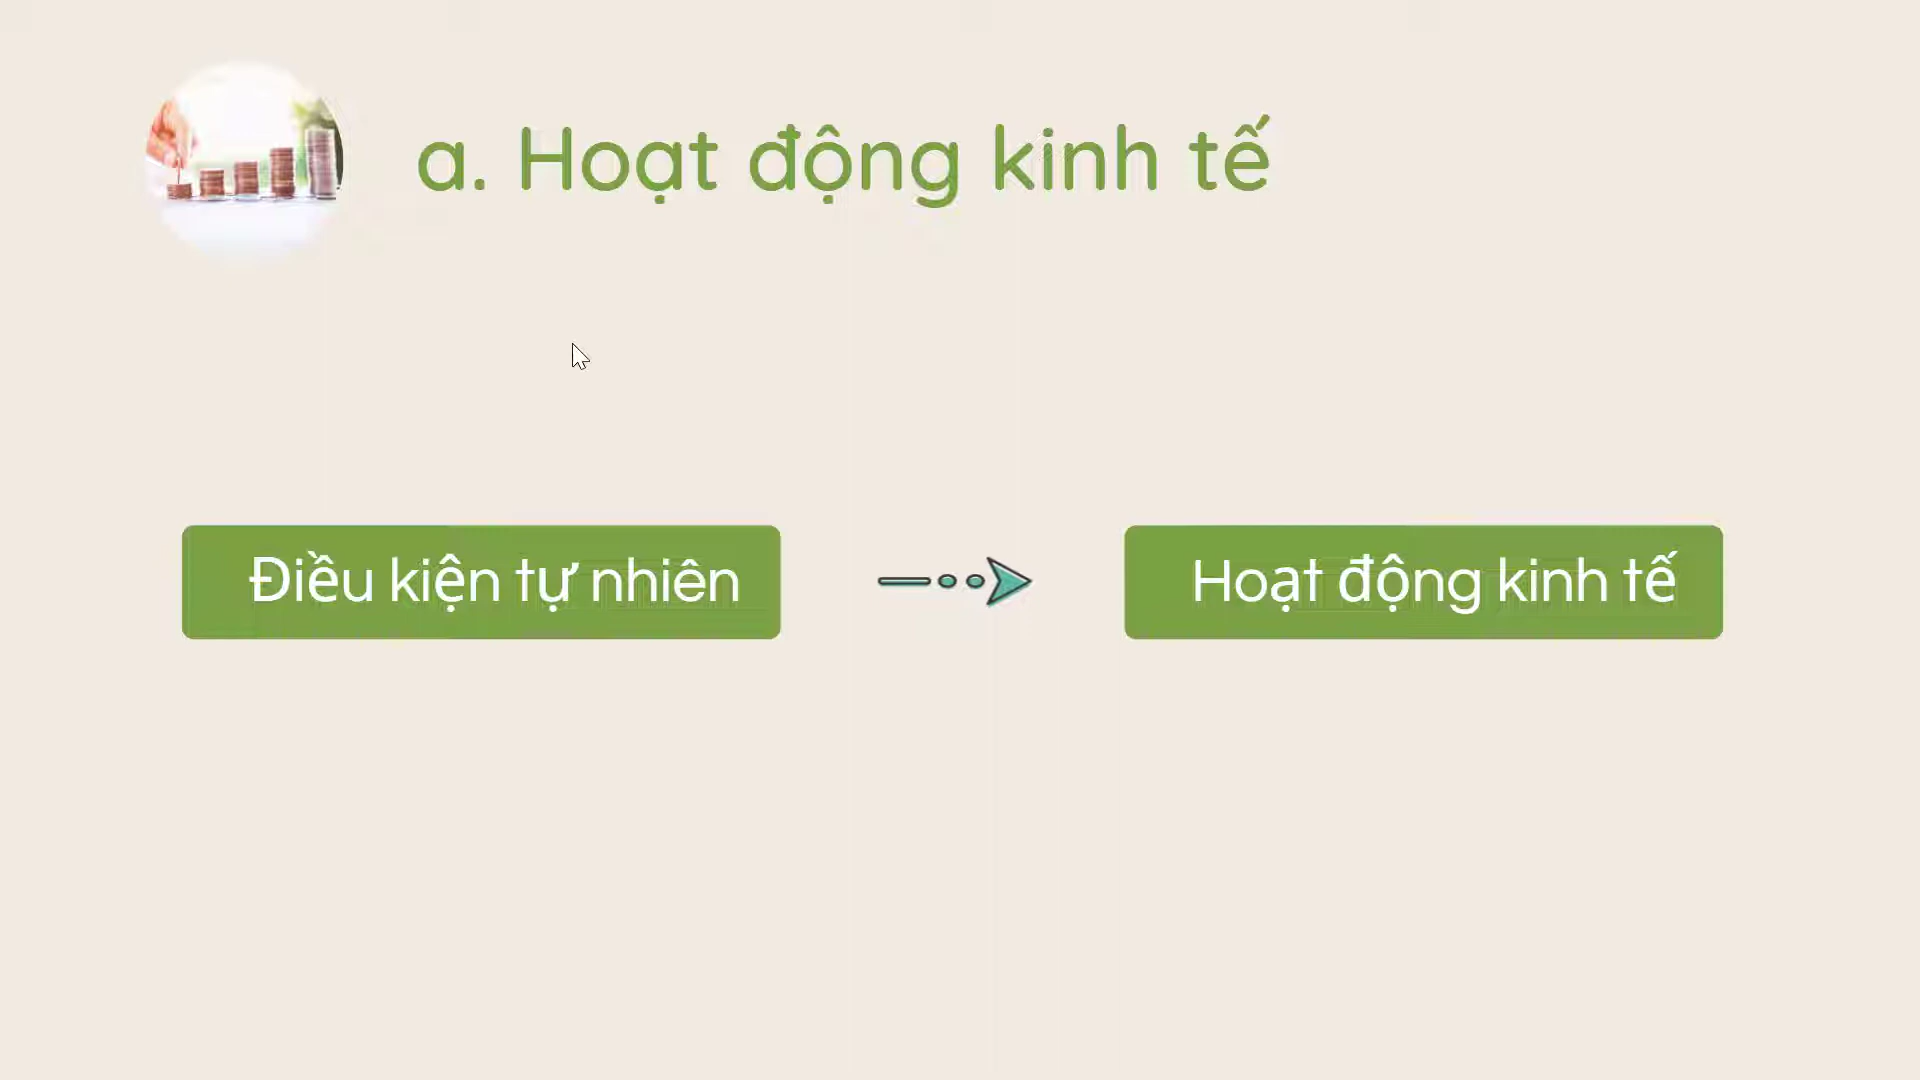 a. Hoạt động kinh tế
Điều kiện tự nhiên
Hoạt động kinh tế